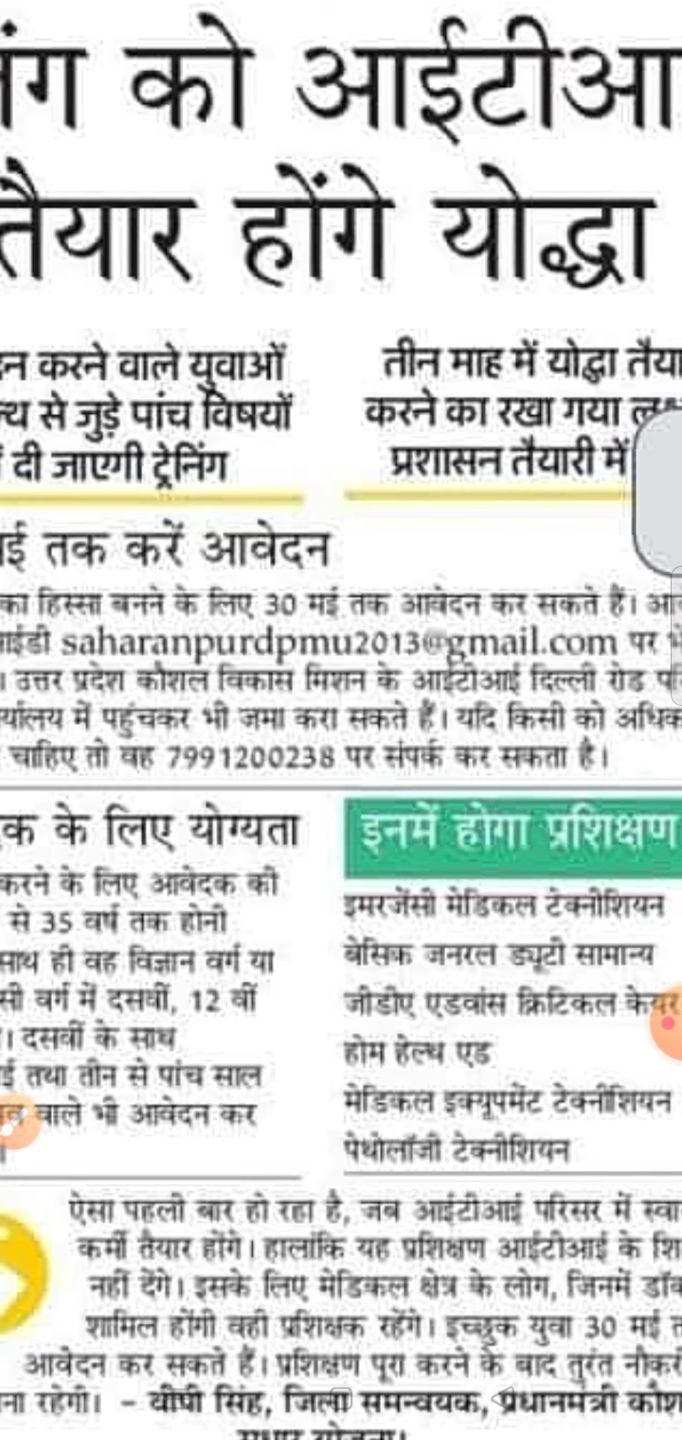 को आईटीआ
तैयार होंगे योद्धा
करने वाले युवाओं
से जुड़े पांच विषयों
दी जाएगी ट्रेनिंग
तीन माह में योद्धा तैया
करने का रखा गया
प्रशासन तैयारी में
तक करें आवेदन
का हिस्सा बनने के लिए 30 मई तक आवेदन कर सकते हैं।
saharanpurdpmu2013@gmail.com पर
। उत्तर प्रदेश कौशल विकास मिशन के आईटीआई दिल्ली रोड
में पहुंचकर भी जमा करा सकते हैं। यदि किसी को अधिक
चाहिए तो वह 7991200238 पर संपर्क कर सकता है।
के लिए योग्यता
करने के लिए आवेदक की
से 35 वर्ष तक होनी
साथ ही वह विज्ञान वर्ग या
वर्ग में दसवीं, 12 वीं
। दसवीं के साथ
तथा तीन से पांच साल
वाले भी आवेदन कर
इनमें होगा प्रशिक्षण
इमरजेंसी मेडिकल टेक्नीशियन
बेसिक जनरल ड्यूटी सामान्य
जीडीए एडवांस क्रिटिकल केयर
होम हेल्थ एड
मेडिकल इक्यूपमेंट टेक्नीशियन
पेथोलॉजी टेक्नीशियन
ऐसा पहली बार हो रहा है, जब आईटीआई परिसर में स्वा
कर्मी तैयार होंगे। हालांकि यह प्रशिक्षण आईटीआई के शि
नहीं देंगे। इसके लिए मेडिकल क्षेत्र के लोग, जिनमें डॉक
शामिल होंगी वही प्रशिक्षक रहेंगे। इच्छुक युवा 30 मई त
आवेदन कर सकते हैं। प्रशिक्षण पूरा करने के बाद तुरंत नौकरी
रहेगी। – वीपी सिंह, जिला समन्वयक, प्रधानमंत्री कौश